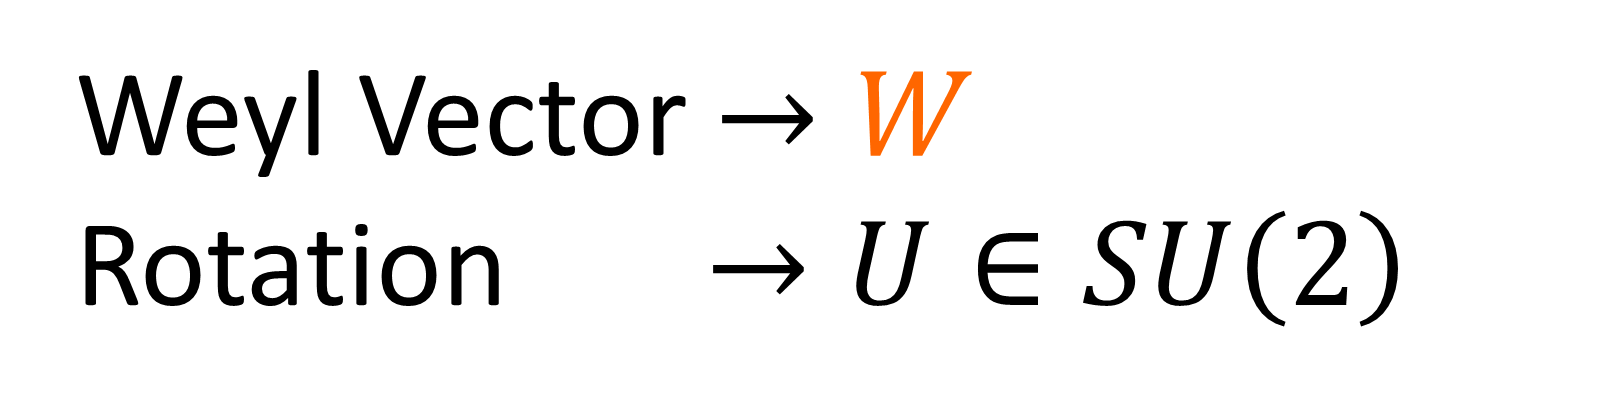 Weyl Vector → W
Rotation → U ∈ SU(2)